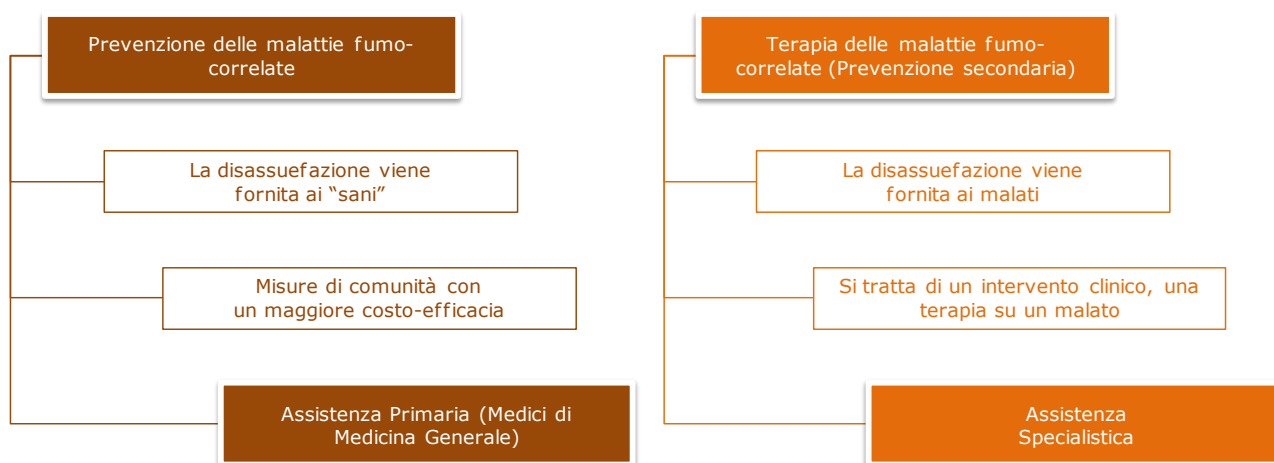 Prevenzione delle malattie fumo-
correlate
La disassuefazione viene
fornita ai “sani”
Misure di comunità con
un maggiore costo-efficacia
Assistenza Primaria (Medici di
Medicina Generale)
Terapia delle malattie fumo-
correlate (Prevenzione secondaria)
La disassuefazione viene
fornita ai malati
Si tratta di un intervento clinico, una
terapia su un malato
Assistenza
Specialistica